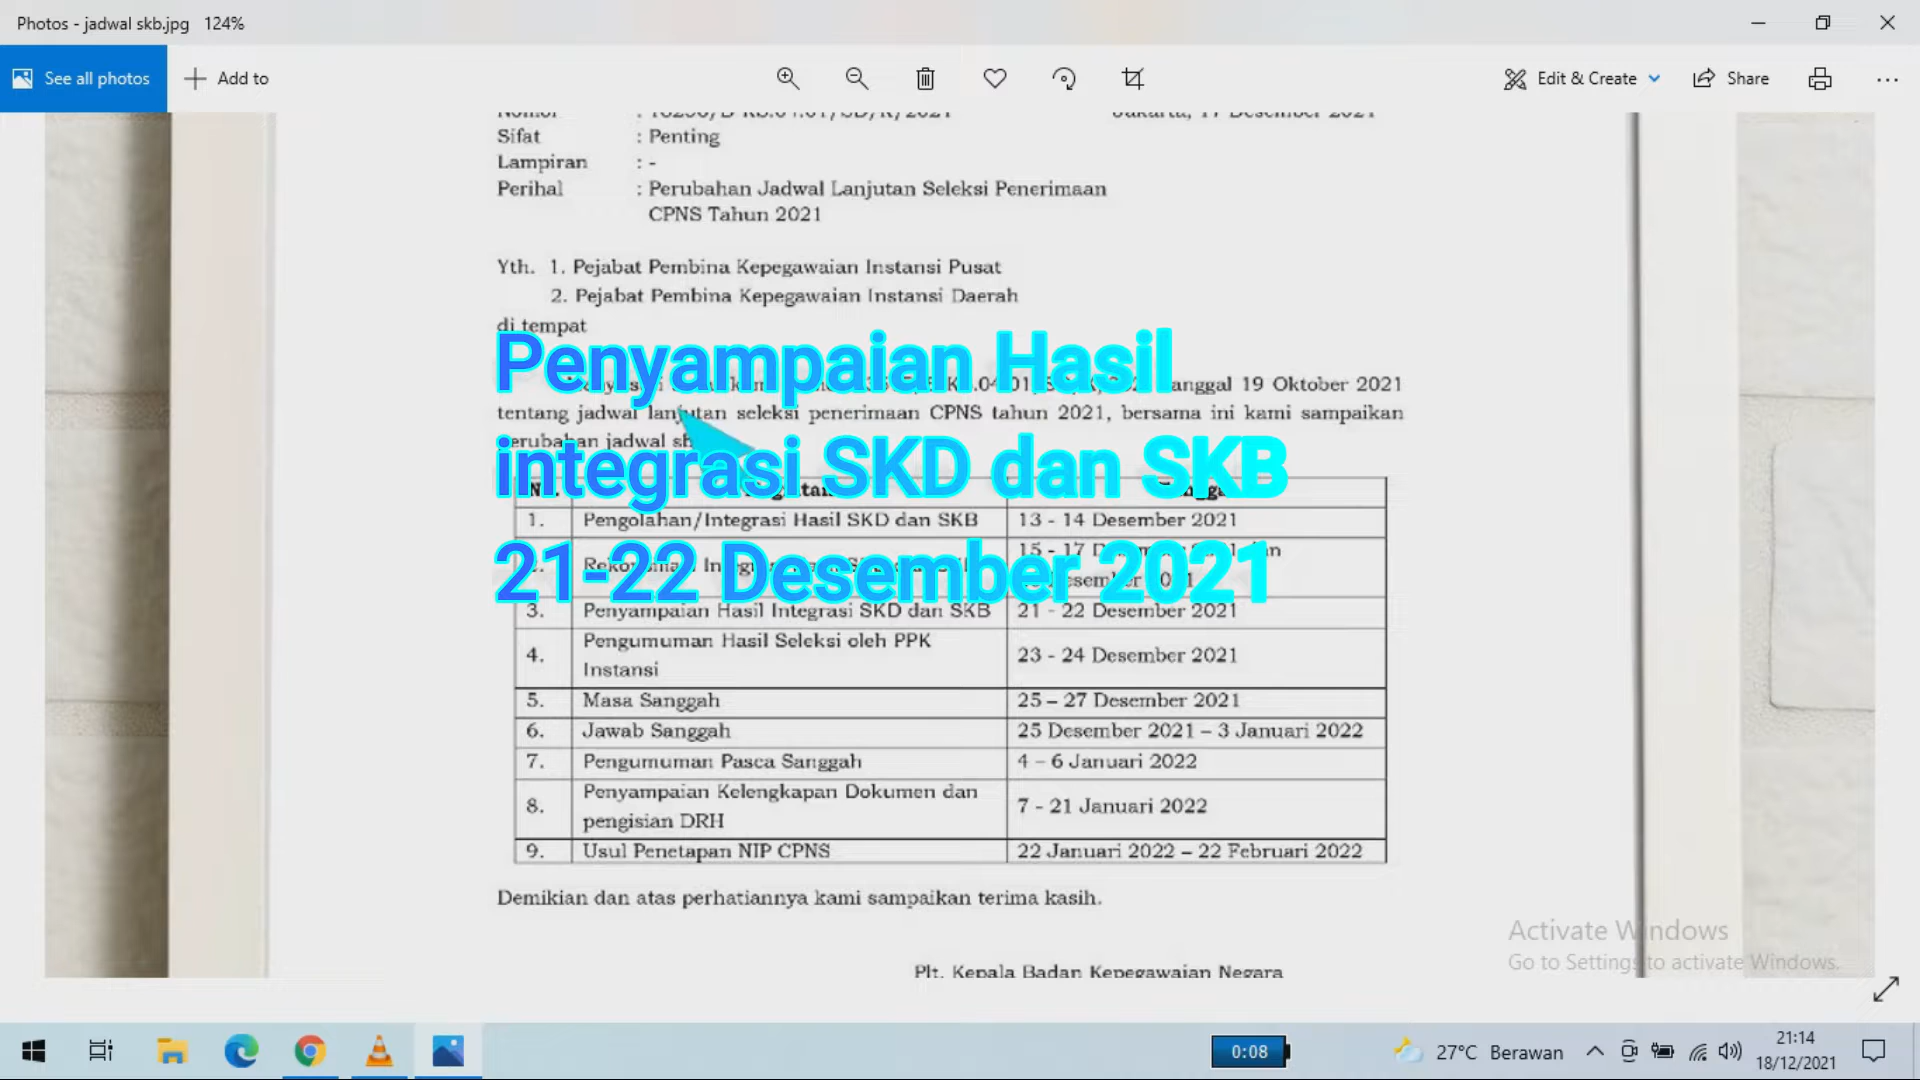 Photos - jadwal skb.jpg 124%
See all photos
Add to
Edit & Create
Share
Sifat : Penting
Lampiran : -
Perihal : Perubahan Jadwal Lanjutan Seleksi Penerimaan
CPNS Tahun 2021
Yth. 1. Pejabat Pembina Kepegawaian Instansi Pusat
2. Pejabat Pembina Kepegawaian Instansi Daerah
di tempat
Penyampaian Hasil
integrasi SKD dan SKB
21-22 Desember 2021
tanggal 19 Oktober 2021
tentang jadwal lanjutan seleksi penerimaan CPNS tahun 2021, bersama ini kami sampaikan
perubahan jadwal
1. Pengolahan/Integrasi Hasil SKD dan SKB 13 - 14 Desember 2021
15 - 17
Desember 2021
3. Penyampaian Hasil Integrasi SKD dan SKB 21 - 22 Desember 2021
4. Pengumuman Hasil Seleksi oleh PPK
Instansi 23 - 24 Desember 2021
5. Masa Sanggah 25 – 27 Desember 2021
6. Jawab Sanggah 25 Desember 2021 – 3 Januari 2022
7. Pengumuman Pasca Sanggah 4 – 6 Januari 2022
8. Penyampaian Kelengkapan Dokumen dan
pengisian DRH 7 - 21 Januari 2022
9. Usul Penetapan NIP CPNS 22 Januari 2022 – 22 Februari 2022
Demikian dan atas perhatiannya kami sampaikan terima kasih.
Plt. Kepala Badan Kepegawaian Negara
Activate Windows
Go to Settings to activate Windows.
0:08
27°C Berawan
21:14
18/12/2021